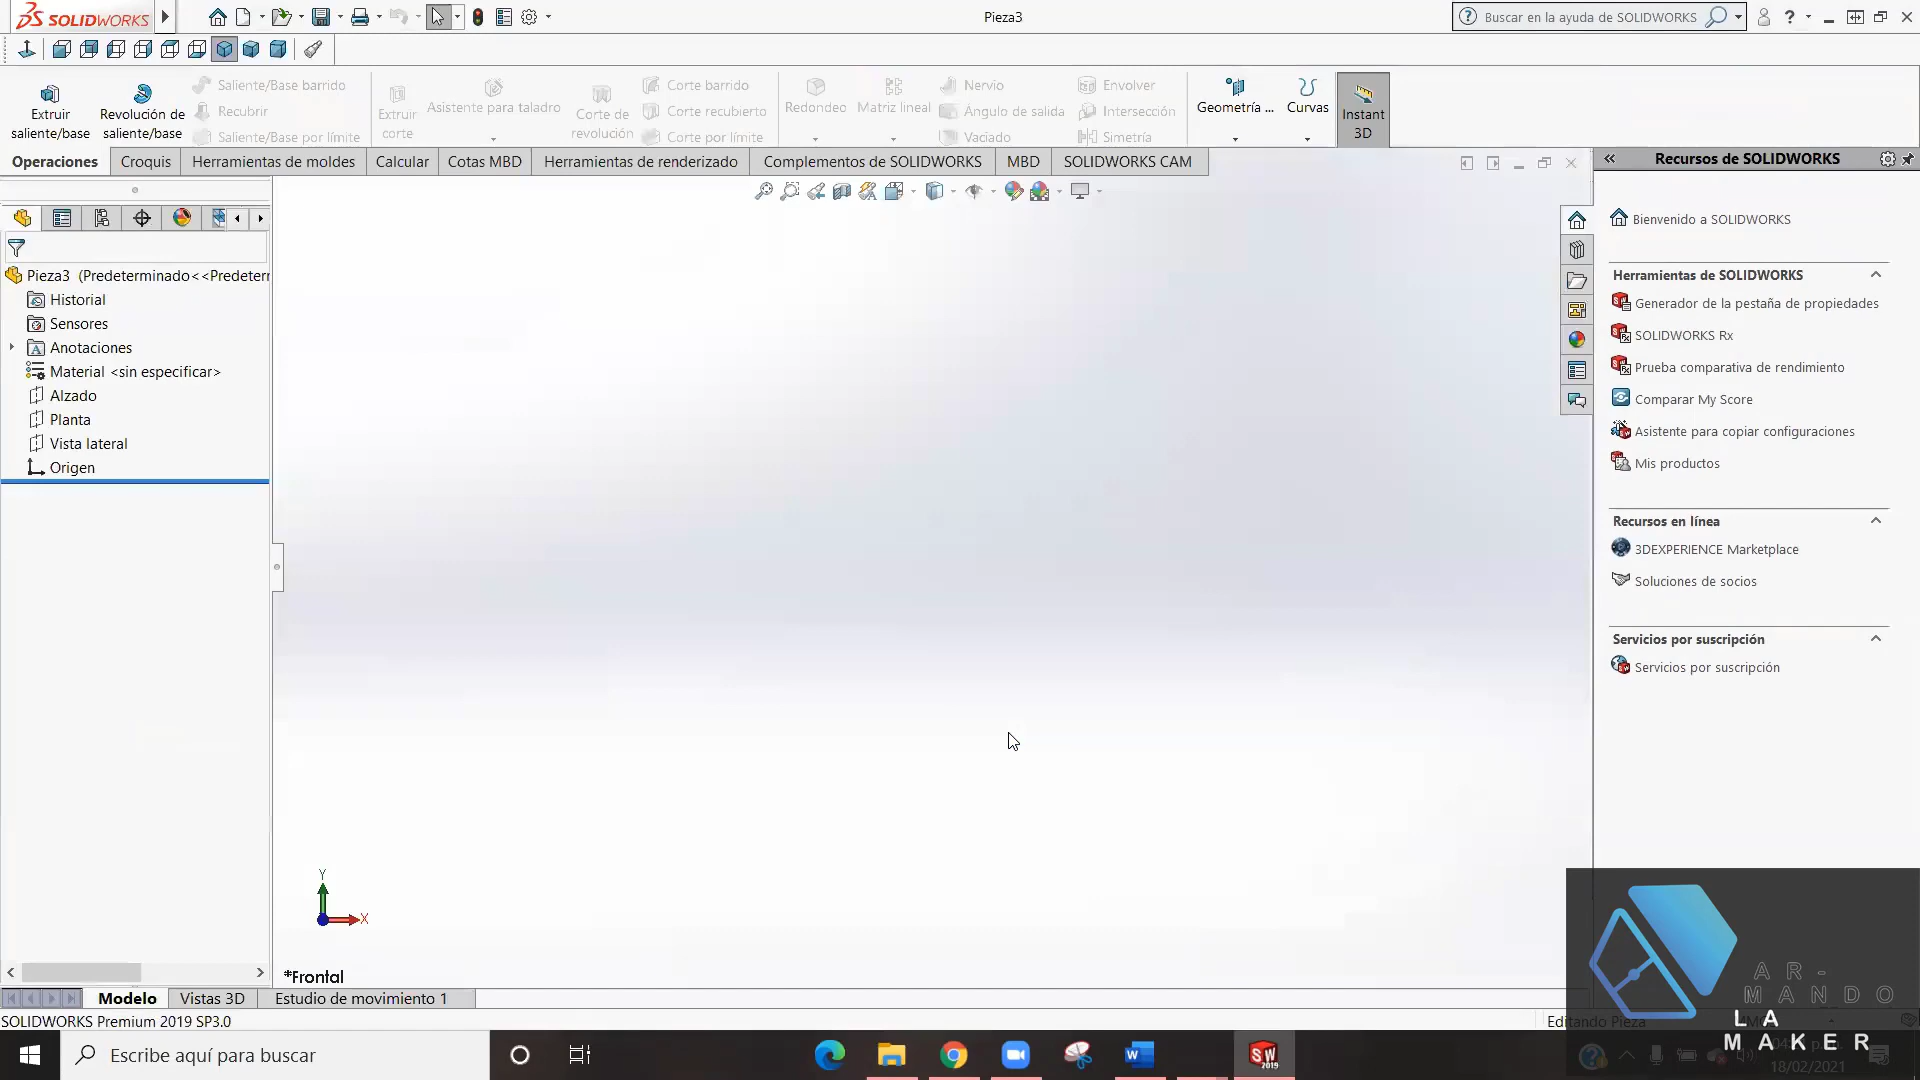 SOLIDWORKS
Pieza3
Buscar en la ayuda de SOLIDWORKS
Extruir saliente/base
Revolución de saliente/base
Saliente/Base barrido
Recubrir
Saliente/Base por límite
Extruir corte
Asistente para taladro
Corte de revolución
Corte barrido
Corte recubierto
Corte por límite
Redondeo
Matriz lineal
Nervio
Ángulo de salida
Vaciado
Envolver
Intersección
Simetría
Geometría ...
Curvas
Instant 3D
Operaciones
Croquis
Herramientas de moldes
Calcular
Cotas MBD
Herramientas de renderizado
Complementos de SOLIDWORKS
MBD
SOLIDWORKS CAM
Pieza3 (Predeterminado<<Predeterr
Historial
Sensores
Anotaciones
Material <sin especificar>
Alzado
Planta
Vista lateral
Origen
Y
X
*Frontal
Modelo
Vistas 3D
Estudio de movimiento 1
SOLIDWORKS Premium 2019 SP3.0
Recursos de SOLIDWORKS
Bienvenido a SOLIDWORKS
Herramientas de SOLIDWORKS
Generador de la pestaña de propiedades
SOLIDWORKS Rx
Prueba comparativa de rendimiento
Comparar My Score
Asistente para copiar configuraciones
Mis productos
Recursos en línea
3DEXPERIENCE Marketplace
Soluciones de socios
Servicios por suscripción
Servicios por suscripción
Editando Pieza
AR-
MANDO
LA
MAKER
Escribe aquí para buscar
SW
2019
18/02/2021